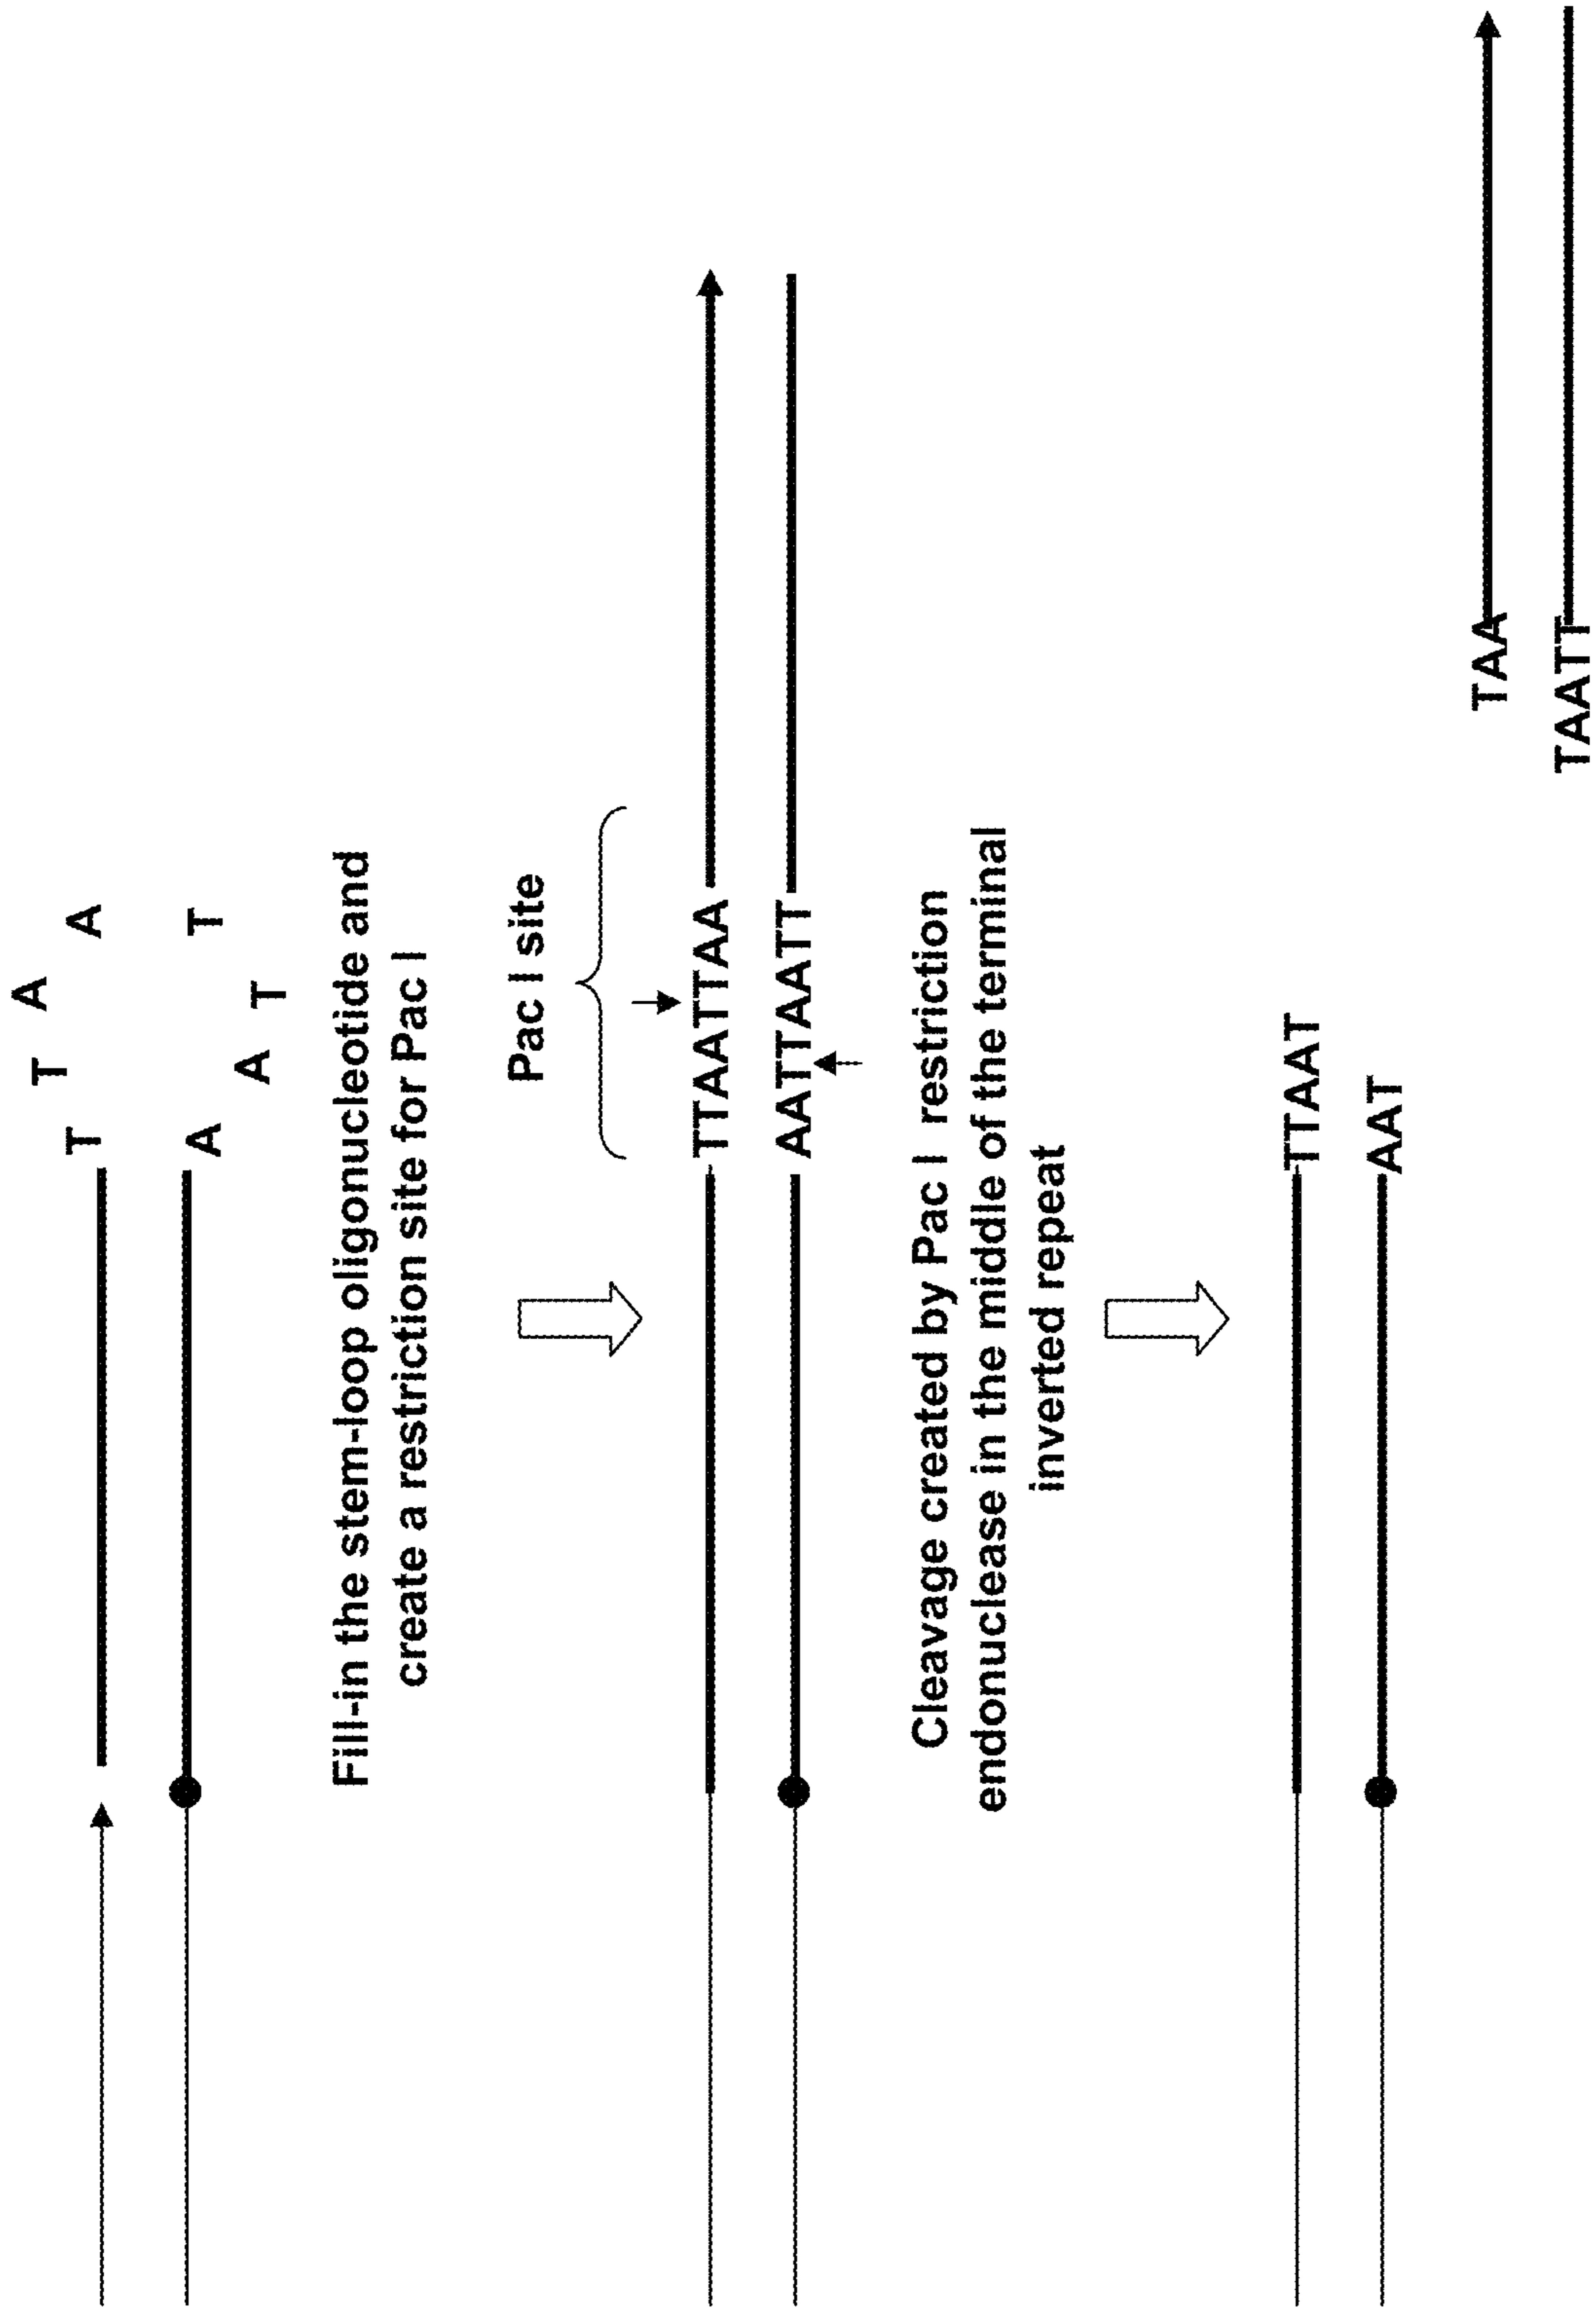 T T A A
A A T T
Fill-in the stem-loop oligonucleotide and
create a restriction site for Pac I
Pac I site
TTAATTAA
AATTAATT
Cleavage created by Pac I restriction
endonuclease in the middle of the terminal
inverted repeat
TTAAT
AAT
TAA
TAATT